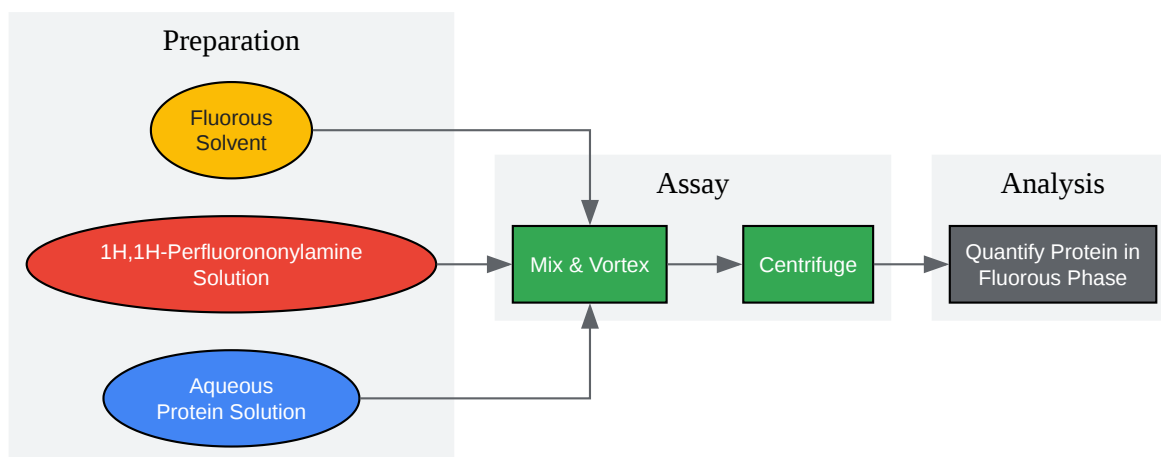 Preparation
Fluorous
Solvent
1H,1H-Perfluorononylamine
Solution
Aqueous
Protein Solution
Assay
Mix & Vortex
Centrifuge
Analysis
Quantify Protein in
Fluorous Phase